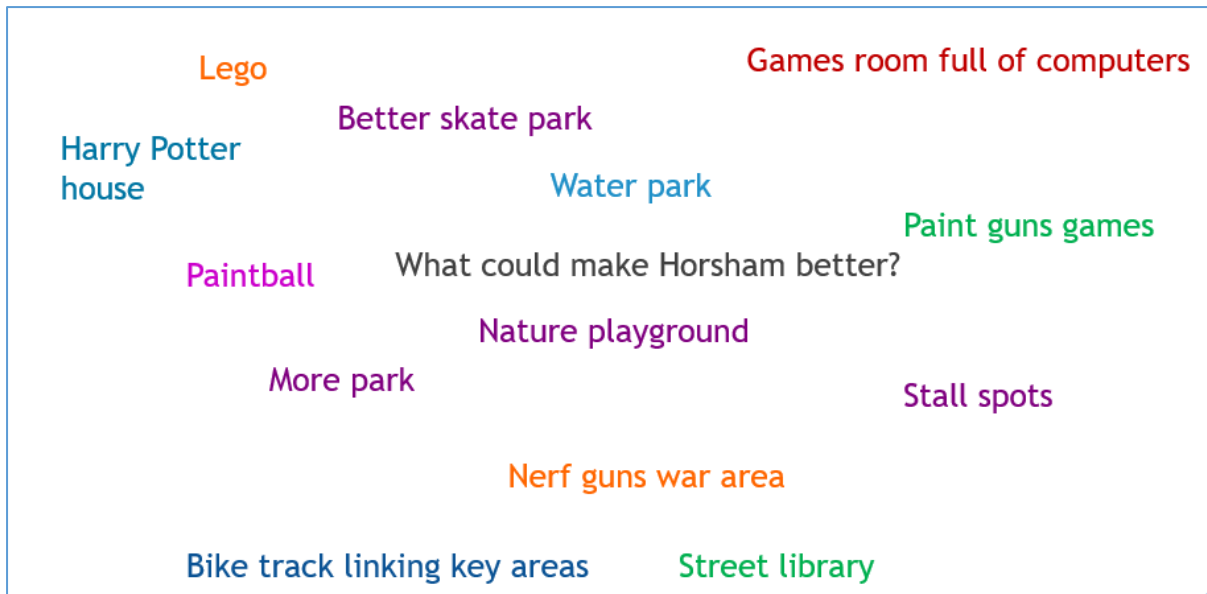 Lego
Games room full of computers
Better skate park
Harry Potter
house
Water park
Paint guns games
What could make Horsham better?
Paintball
Nature playground
More park
Stall spots
Nerf guns war area
Bike track linking key areas
Street library